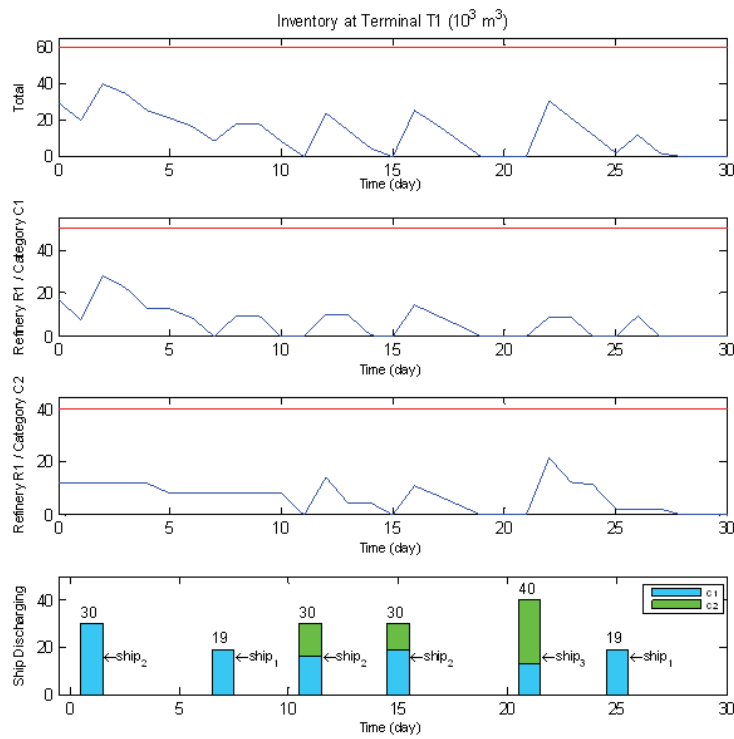 Inventory at Terminal T1 (10³ m³)
Total
60
40
20
0
0 5 10 15 20 25 30
Time (day)
Refinery R1 / Category C1
40
20
0
0 5 10 15 20 25 30
Time (day)
Refinery R1 / Category C2
40
20
0
0 5 10 15 20 25 30
Time (day)
Ship Discharging
40
20
0
30
←ship₂
19
←ship₁
30
←ship₂
30
←ship₂
40
←ship₃
19
←ship₁
C1
C2
0 5 10 15 20 25 30
Time (day)